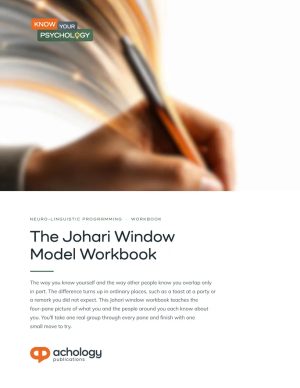 KNOW YOUR
PSYCHOLOGY
NEURO-LINGUISTIC PROGRAMMING · WORKBOOK
The Johari Window
Model Workbook
The way you know yourself and the way other people know you overlap only
in part. The difference turns up in ordinary places, such as a toast at a party or
a remark you did not expect. This Johari window workbook teaches the
four-pane picture of what you and the people around you each know about
you. You'll take one real group through every pane and finish with one
small move to try.
achology
publications